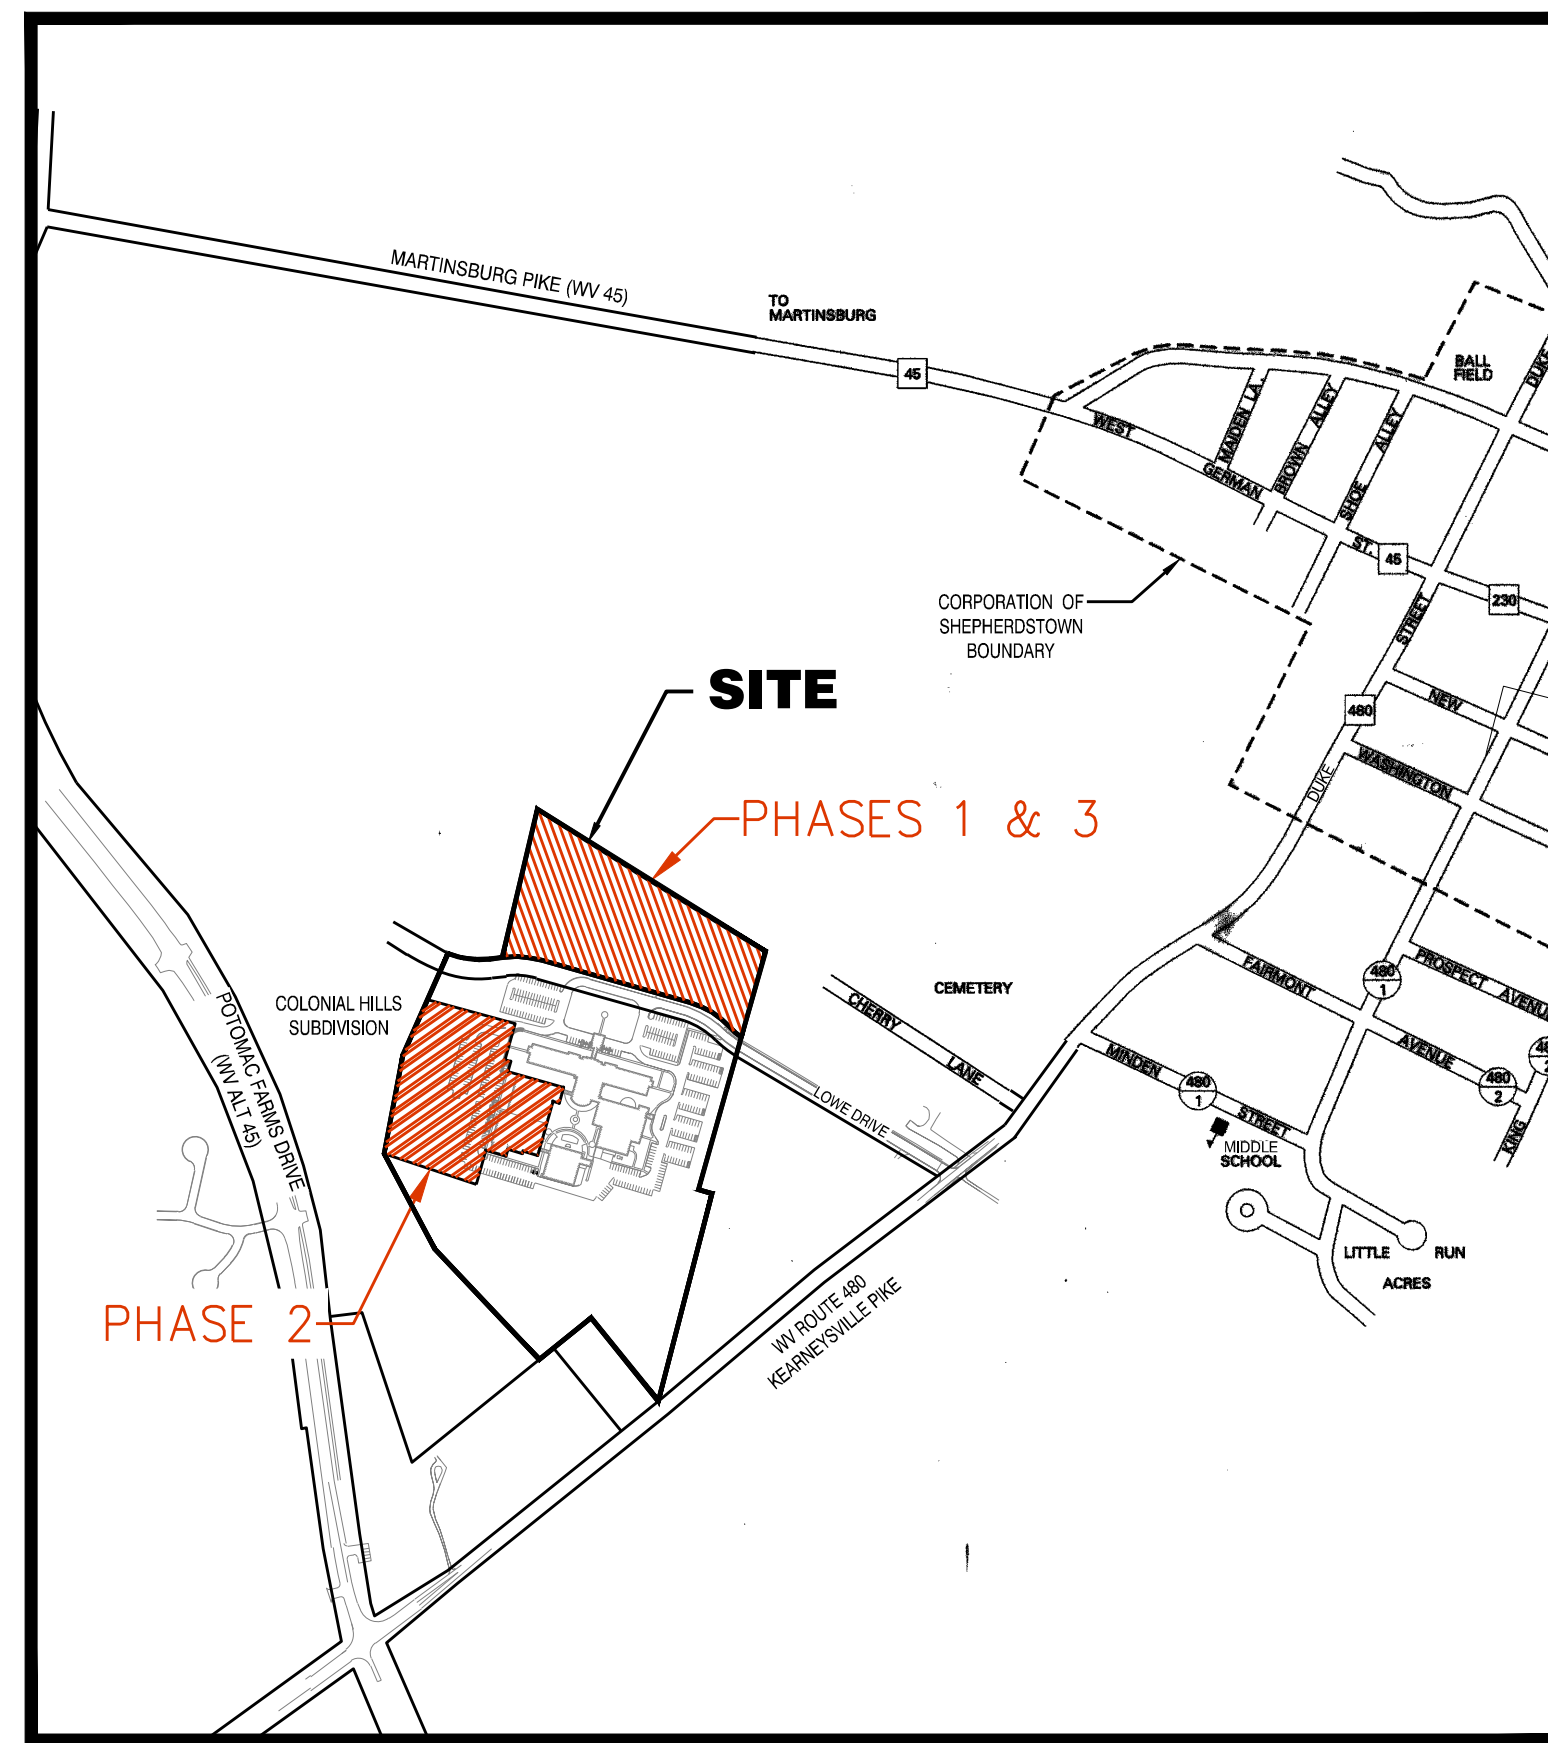 MARTINSBURG PIKE (WV 45)
TO
MARTINSBURG
45
BALL
FIELD
DUKE
WEST
GERMAN
ST.
MAIDEN LA.
BROWN ALLEY
SHOE ALLEY
45
230
CORPORATION OF
SHEPHERDSTOWN
BOUNDARY
STREET
SITE
480
NEW
WASHINGTON
DUKE
PHASES 1 & 3
COLONIAL HILLS
SUBDIVISION
POTOMAC FARMS DRIVE
(WV ALT 45)
CEMETERY
CHERRY
LANE
FAIRMONT
AVENUE
480
1
PROSPECT AVENUE
MINDEN
STREET
480
1
480
2
KING
LOWE DRIVE
MIDDLE
SCHOOL
LITTLE RUN
ACRES
WV ROUTE 480
KEARNEYSVILLE PIKE
PHASE 2